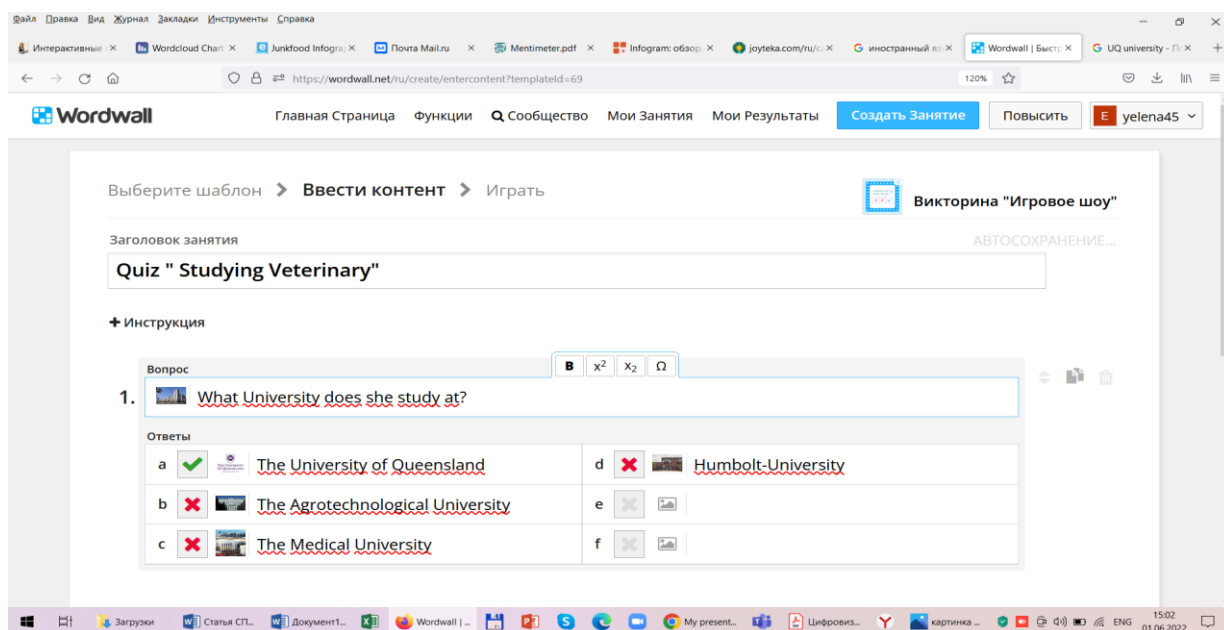 Файл Правка Вид Журнал Закладки Инструменты Справка
Интерактивные Wordcloud Chart Junkfood Infogra Почта Mail.ru Mentimeter.pdf Infogram: обзор, joyteka.com/ru/c иностранный яз Wordwall | Быстр UQ university - По
https://wordwall.net/ru/create/entercontent?templateId=69 120%
Wordwall Главная Страница Функции Сообщество Мои Занятия Мои Результаты Создать Занятие Повысить E yelena45
Выберите шаблон > Ввести контент > Играть
Викторина "Игровое шоу"
Заголовок занятия АВТОСОХРАНЕНИЕ...
Quiz " Studying Veterinary"
+ Инструкция
Вопрос B x² x₂ Ω
1. What University does she study at?
Ответы
a The University of Queensland d Humbolt-University
b The Agrotechnological University e
c The Medical University f
Загрузки Статья СП... Документ1... Wordwall | ... My present... Цифровиз... картинка ... ENG 15:02
01.06.2022